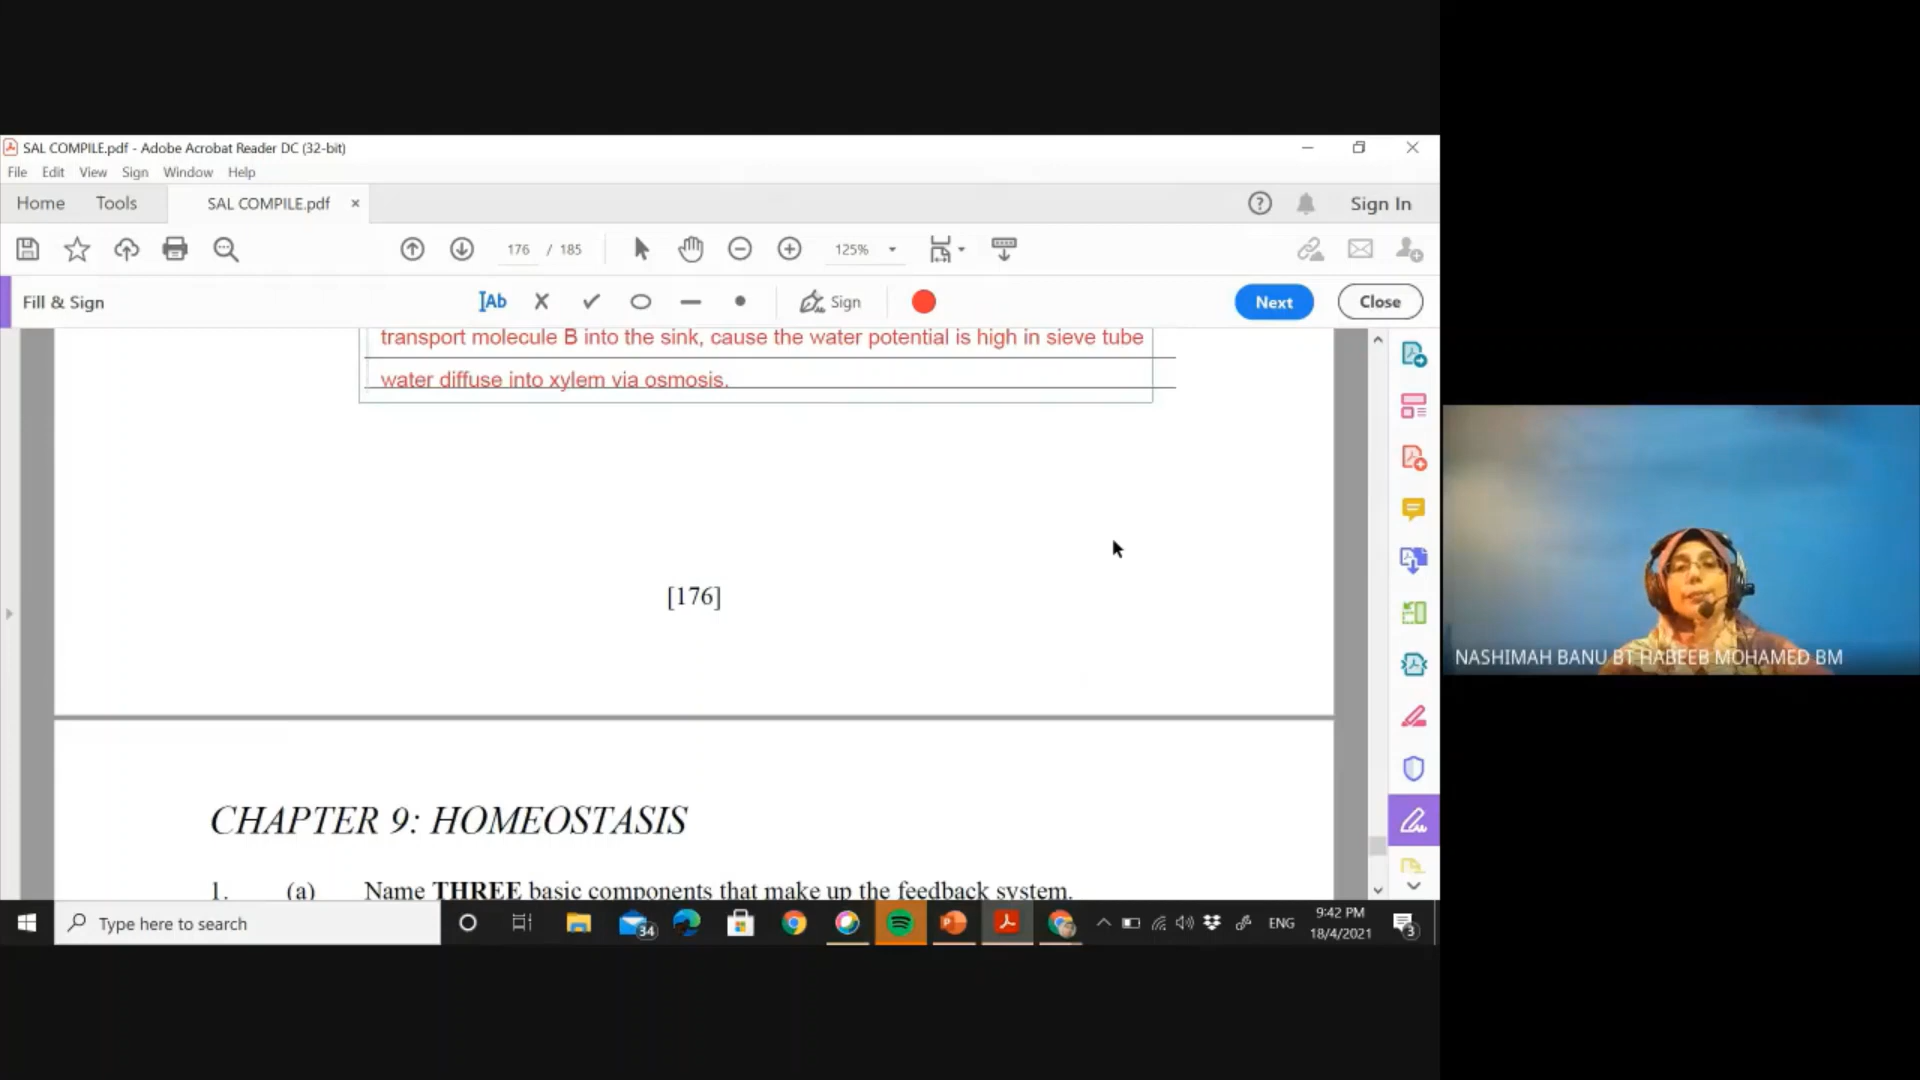 SAL COMPILE.pdf - Adobe Acrobat Reader DC (32-bit)
File Edit View Sign Window Help
Home Tools SAL COMPILE.pdf × Sign In
176 / 185 125%
Fill & Sign IAb Sign Next Close
transport molecule B into the sink, cause the water potential is high in sieve tube
water diffuse into xylem via osmosis.
[176]
CHAPTER 9: HOMEOSTASIS
1. (a) Name THREE basic components that make up the feedback system.
NASHIMAH BANU BT HABEEB MOHAMED BM
Type here to search 34 ENG 9:42 PM
18/4/2021 3